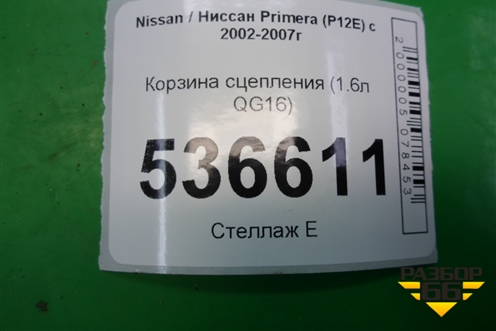 Nissan / Ниссан Primera (P12E) с
2002-2007г
Корзина сцепления (1.6л
QG16)
536611
Стеллаж Е
2000005078453
РАЗБОР
66